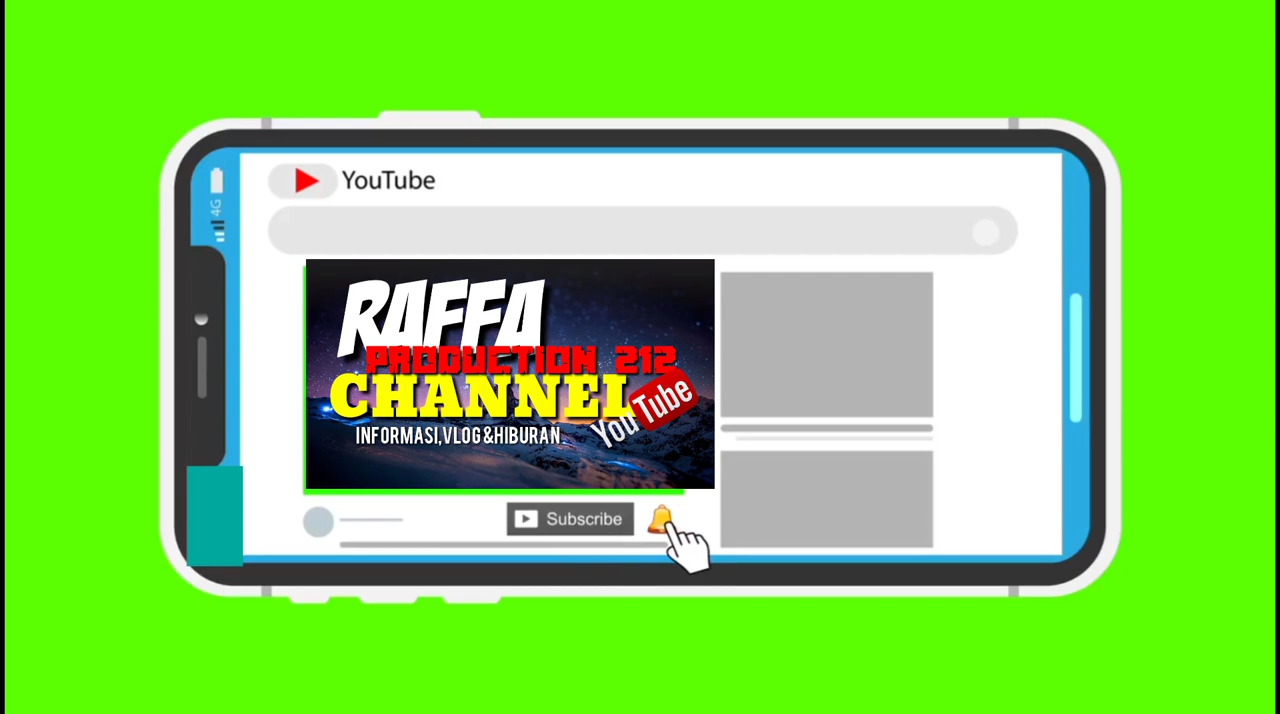 4G
YouTube
RAFFA
PRODUCTION 212
CHANNEL
YouTube
INFORMASI,VLOG&HIBURAN
Subscribe